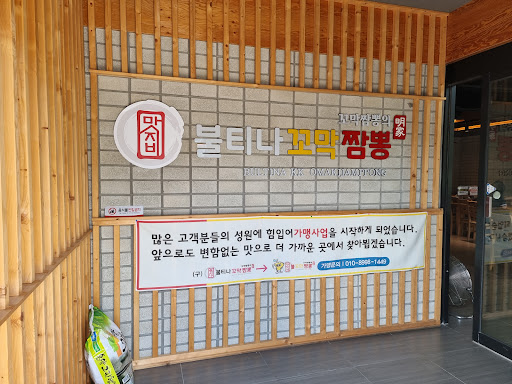 꼬막짬뽕의
明家
맛지비
불티나꼬막짬뽕
많은 고객분들의 성원에 힘입어가맹사업을 시작하게 되었습니다.
앞으로도 변함없는 맛으로 더 가까운 곳에서 찾아뵙겠습니다.
(구) 불티나꼬막짬뽕 →
가맹문의 010-8996-1449